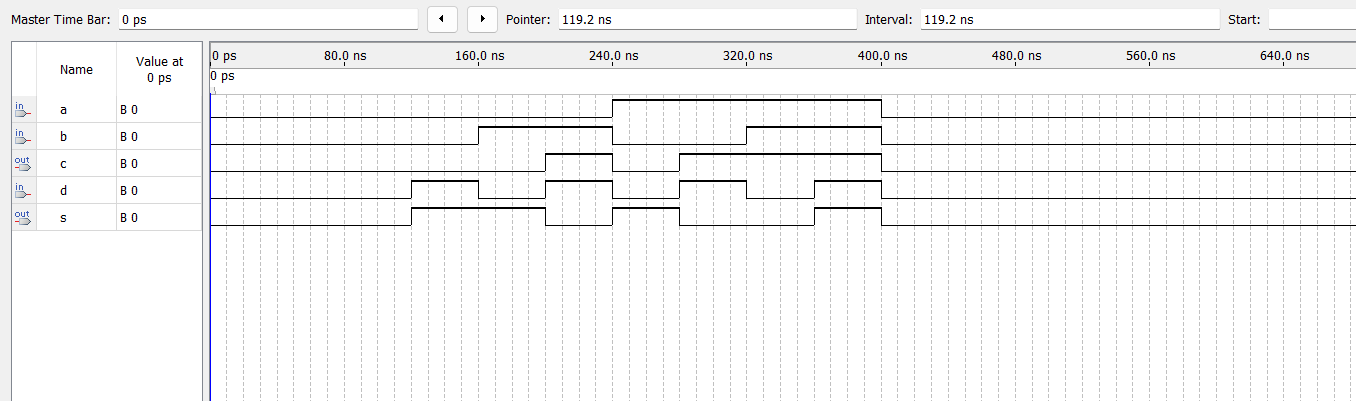 Master Time Bar: 0 ps Pointer: 119.2 ns Interval: 119.2 ns Start:
Name Value at 0 ps
0 ps 80.0 ns 160.0 ns 240.0 ns 320.0 ns 400.0 ns 480.0 ns 560.0 ns 640.0 ns
0 ps
in a B 0
in b B 0
out c B 0
in d B 0
out s B 0